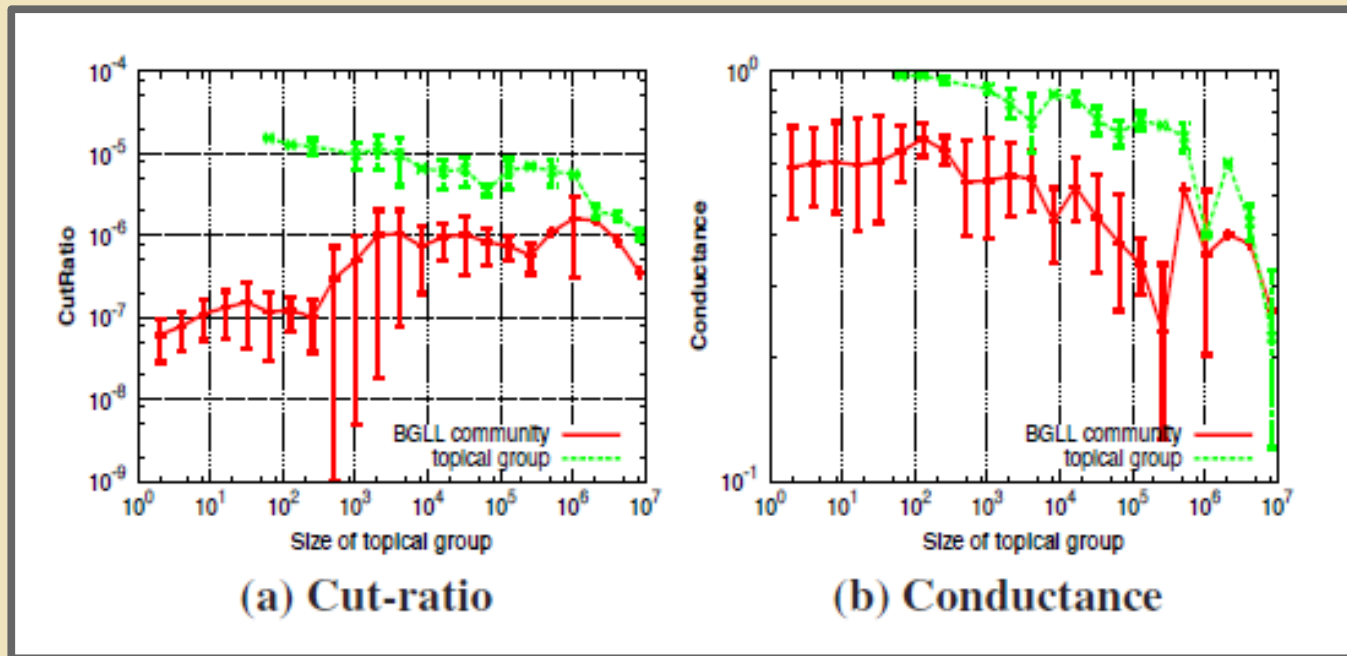 10^-4
10^-5
10^-6
10^-7
10^-8
10^-9
CutRatio
BGLL community
topical group
10^0 10^1 10^2 10^3 10^4 10^5 10^6 10^7
Size of topical group
(a) Cut-ratio
10^0
10^-1
Conductance
BGLL community
topical group
10^0 10^1 10^2 10^3 10^4 10^5 10^6 10^7
Size of topical group
(b) Conductance